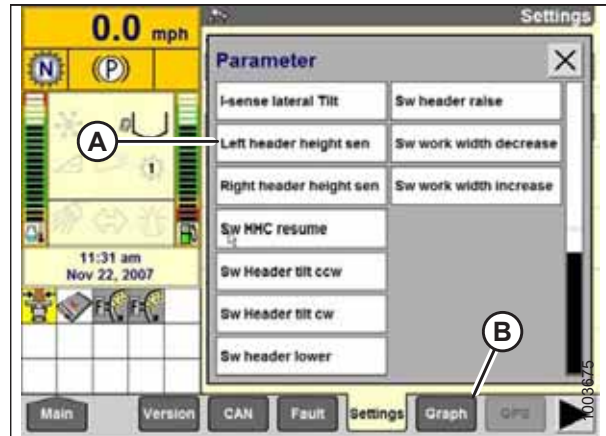 0.0 mph
Settings
N
(P)
Parameter
I-sense lateral Tilt
Sw header raise
A
Left header height sen
Sw work width decrease
1
Right header height sen
Sw work width increase
Sw HHC resume
11:31 am
Nov 22, 2007
Sw Header tilt ccw
Sw Header tilt cw
B
Sw header lower
1003675
Main
Version
CAN
Fault
Settings
Graph
GPS